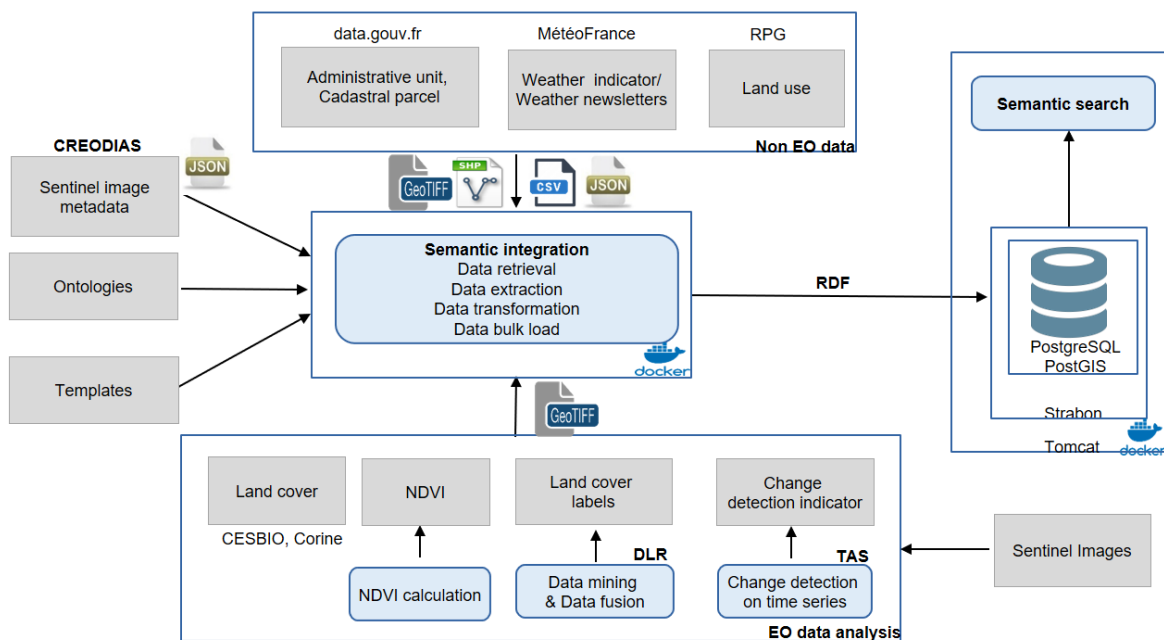 data.gouv.fr
MétéoFrance
RPG
Administrative unit,
Cadastral parcel
Weather indicator/
Weather newsletters
Land use
Non EO data
CREODIAS
JSON
Sentinel image
metadata
Ontologies
Templates
GeoTIFF
SHP
CSV
JSON
Semantic integration
Data retrieval
Data extraction
Data transformation
Data bulk load
docker
RDF
Semantic search
PostgreSQL
PostGIS
Strabon
Tomcat
docker
GeoTIFF
Land cover
CESBIO, Corine
NDVI
Land cover
labels
Change
detection indicator
DLR
TAS
NDVI calculation
Data mining
& Data fusion
Change detection
on time series
EO data analysis
Sentinel Images